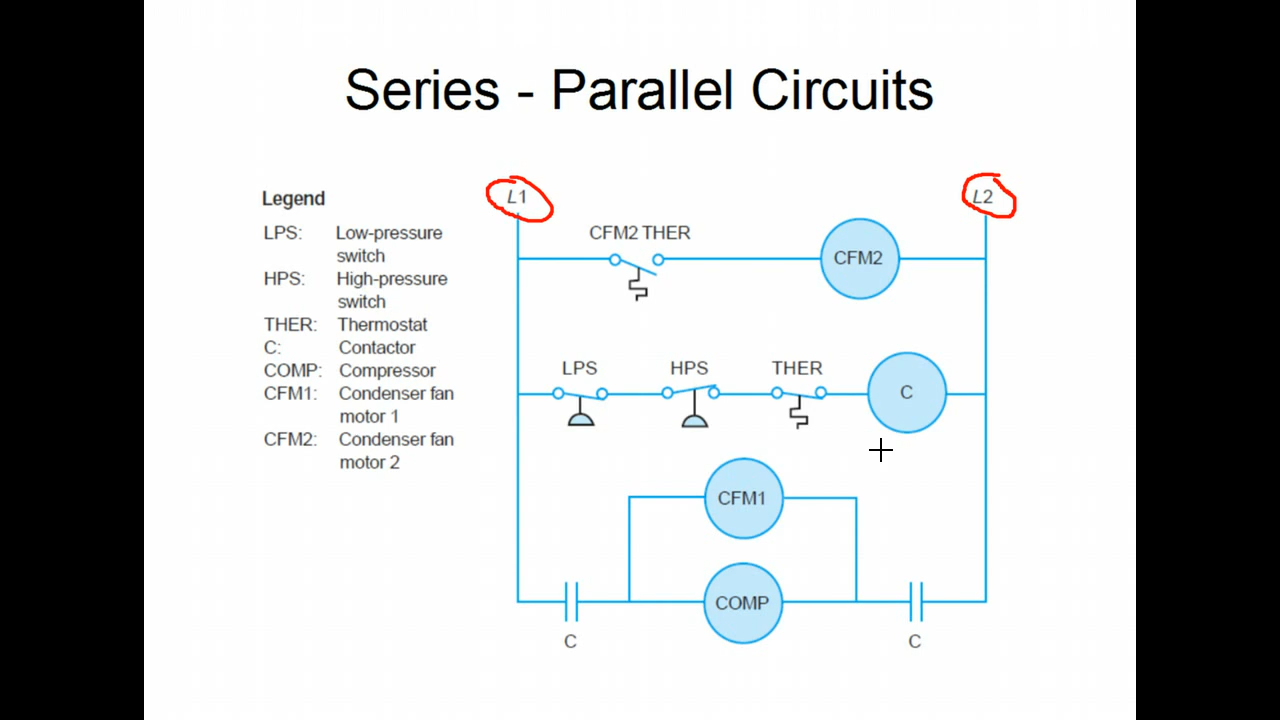 Series - Parallel Circuits
Legend
LPS: Low-pressure
switch
HPS: High-pressure
switch
THER: Thermostat
C: Contactor
COMP: Compressor
CFM1: Condenser fan
motor 1
CFM2: Condenser fan
motor 2
L1
L2
CFM2 THER
CFM2
LPS
HPS
THER
C
CFM1
COMP
C
C